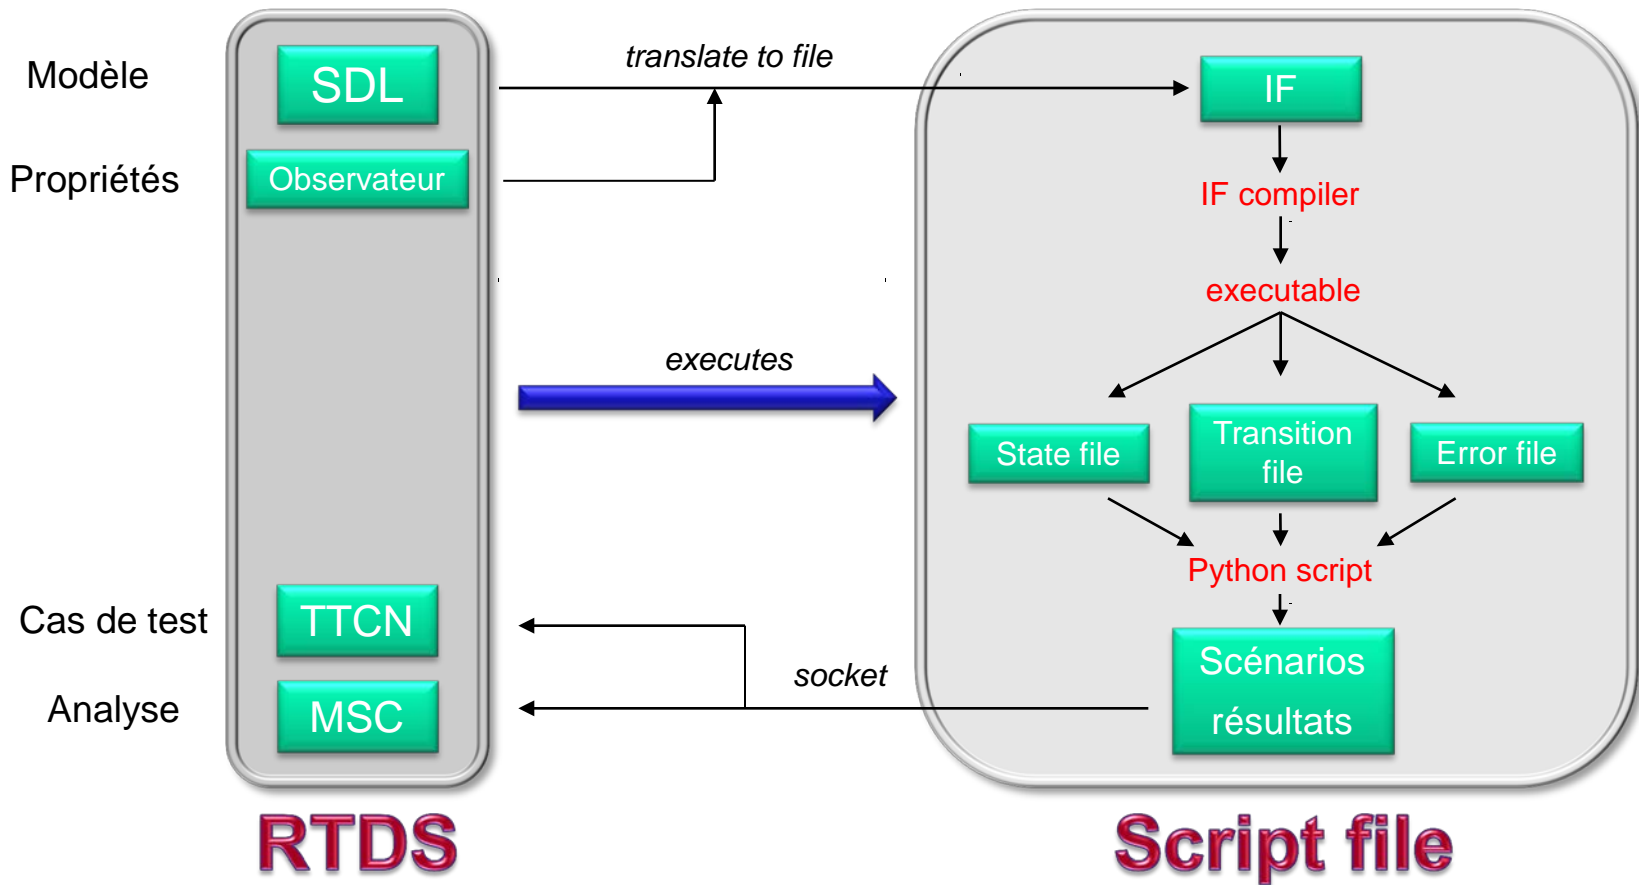 Modèle
SDL
translate to file
IF
Propriétés
Observateur
IF compiler
executable
executes
State file
Transition
file
Error file
Python script
Cas de test
TTCN
Scénarios
résultats
socket
Analyse
MSC
RTDS
Script file